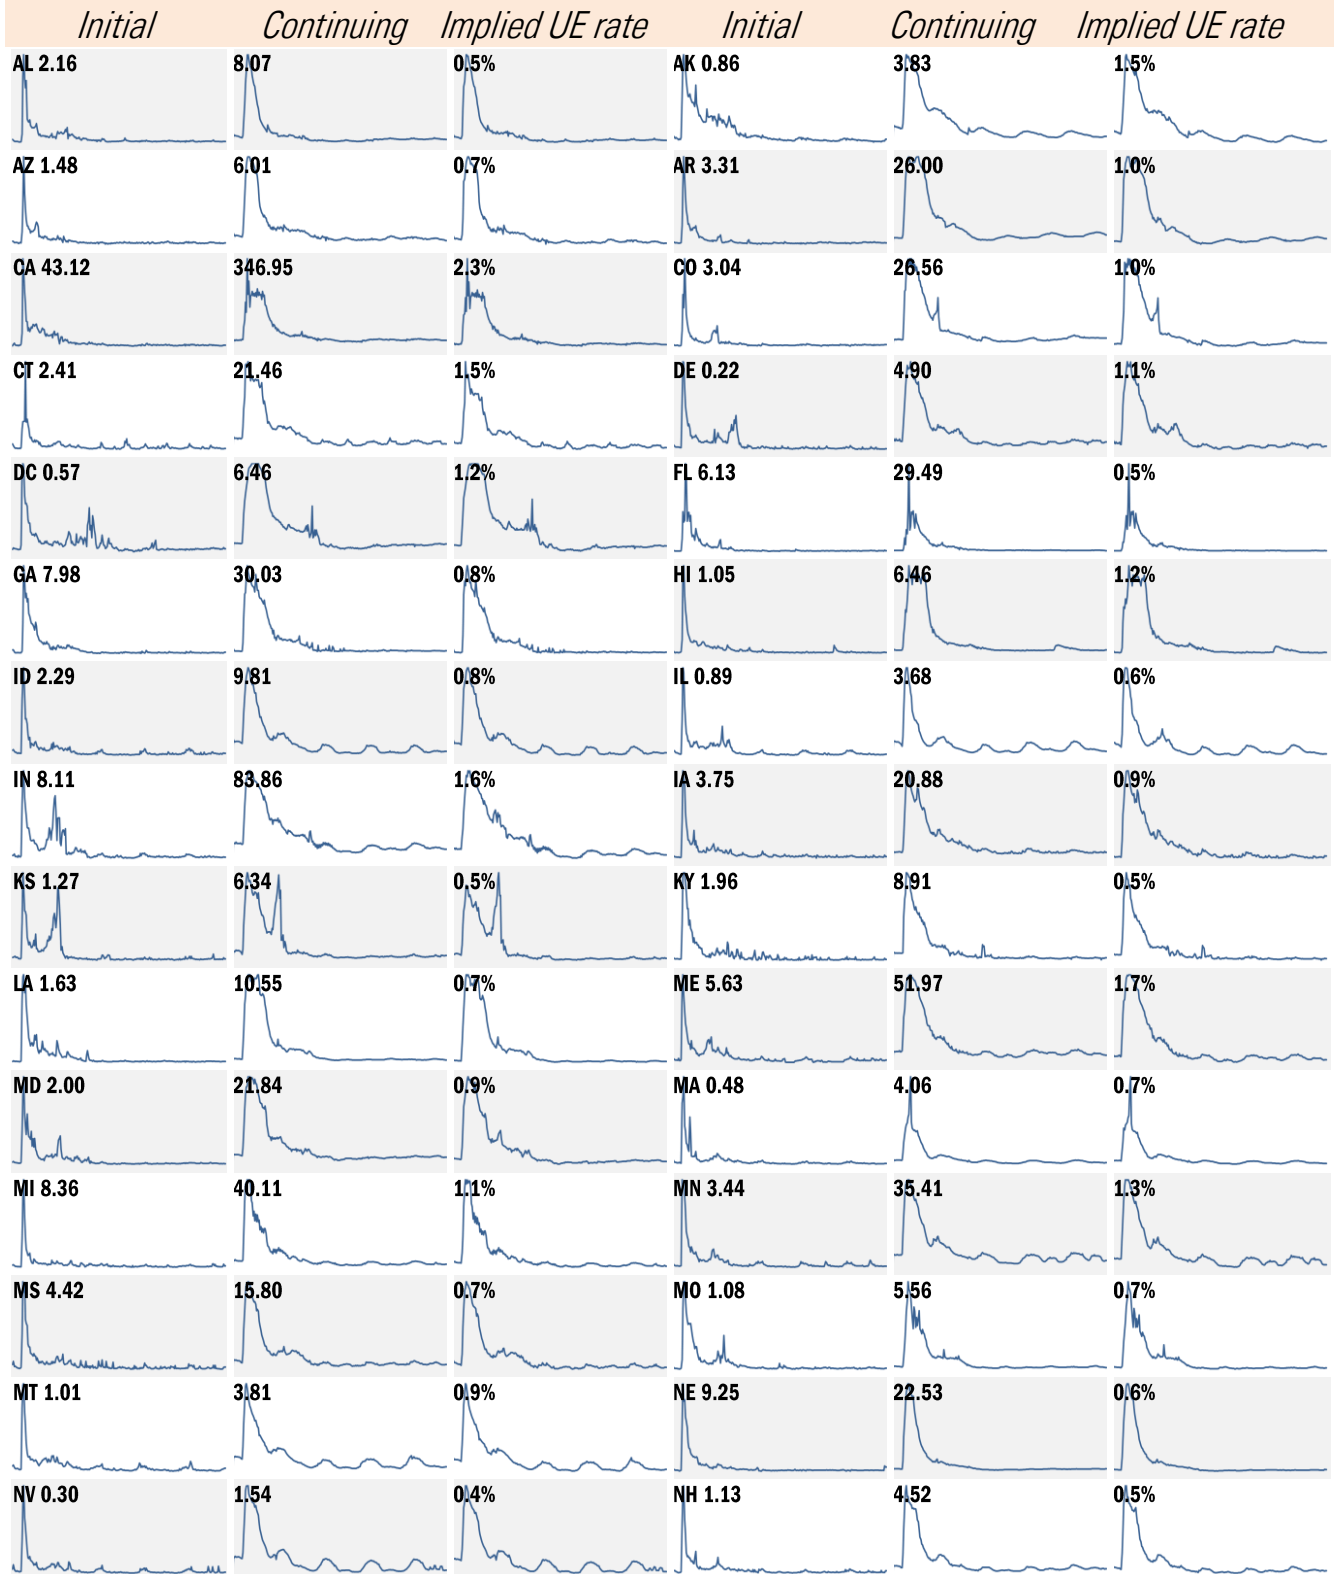 Initial Continuing Implied UE rate Initial Continuing Implied UE rate
AL 2.16 8.07 0.5% AK 0.86 3.83 1.5%
AZ 1.48 6.01 0.7% AR 3.31 26.00 1.0%
CA 43.12 346.95 2.3% CO 3.04 26.56 1.0%
CT 2.41 21.46 1.5% DE 0.22 4.90 1.1%
DC 0.57 6.46 1.2% FL 6.13 29.49 0.5%
GA 7.98 30.03 0.8% HI 1.05 6.46 1.2%
ID 2.29 9.81 0.8% IL 0.89 3.68 0.6%
IN 8.11 83.86 1.6% IA 3.75 20.88 0.9%
KS 1.27 6.34 0.5% KY 1.96 8.91 0.5%
LA 1.63 10.55 0.7% ME 5.63 51.97 1.7%
MD 2.00 21.84 0.9% MA 0.48 4.06 0.7%
MI 8.36 40.11 1.1% MN 3.44 35.41 1.3%
MS 4.42 15.80 0.7% MO 1.08 5.56 0.7%
MT 1.01 3.81 0.9% NE 9.25 22.53 0.6%
NV 0.30 1.54 0.4% NH 1.13 4.52 0.5%